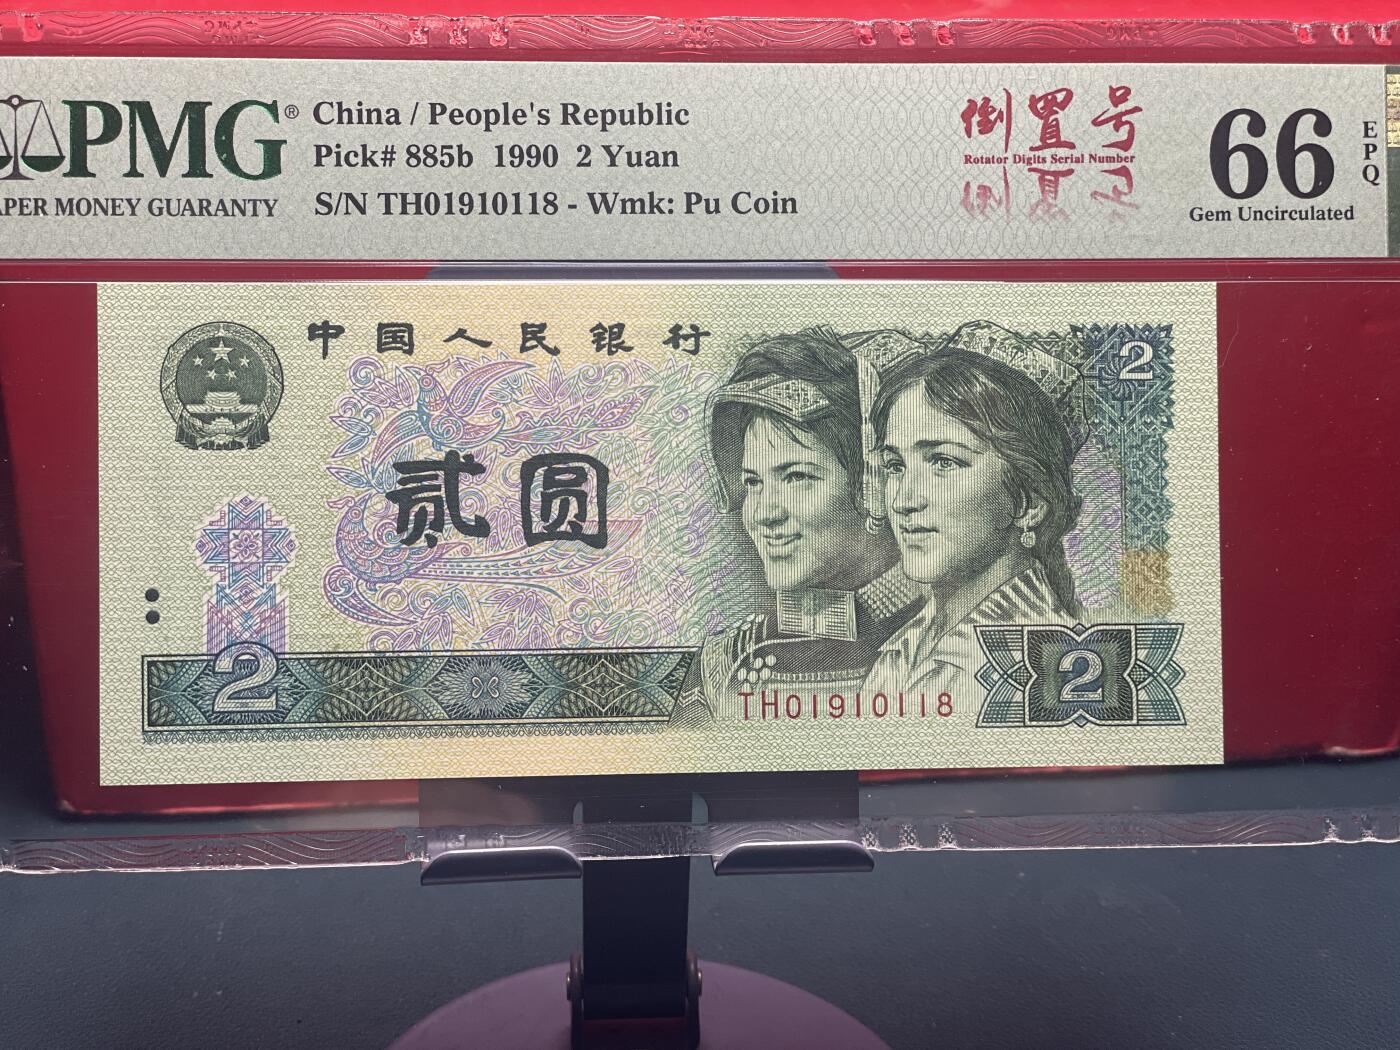 PMG®
PAPER MONEY GUARANTY
China / People's Republic
Pick# 885b 1990 2 Yuan
S/N TH01910118 - Wmk: Pu Coin
倒置号
Rotator Digits Serial Number
66
EPQ
Gem Uncirculated
中国人民银行
2
贰圆
2
TH01910118
2